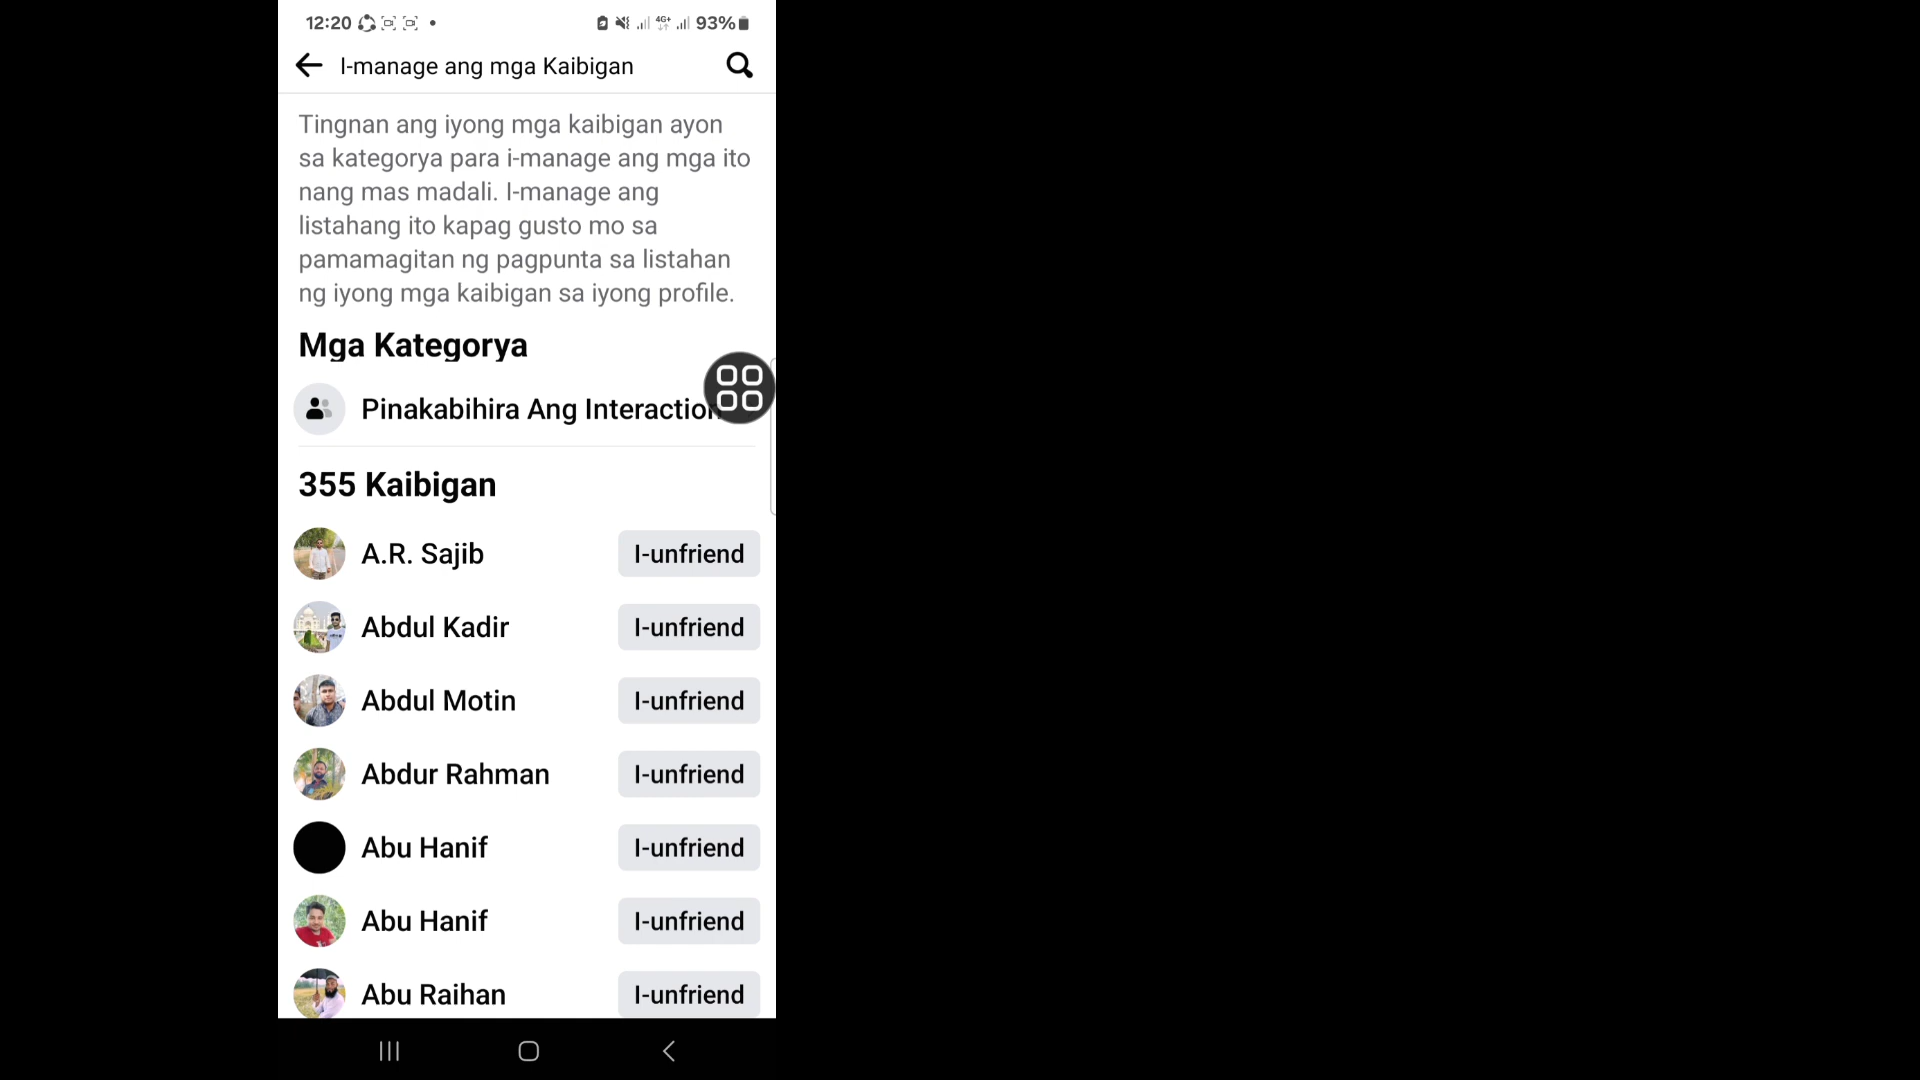 12:20 4G+ 93%
I-manage ang mga Kaibigan
Tingnan ang iyong mga kaibigan ayon
sa kategorya para i-manage ang mga ito
nang mas madali. I-manage ang
listahang ito kapag gusto mo sa
pamamagitan ng pagpunta sa listahan
ng iyong mga kaibigan sa iyong profile.
Mga Kategorya
Pinakabihira Ang Interaction
355 Kaibigan
A.R. Sajib I-unfriend
Abdul Kadir I-unfriend
Abdul Motin I-unfriend
Abdur Rahman I-unfriend
Abu Hanif I-unfriend
Abu Hanif I-unfriend
Abu Raihan I-unfriend